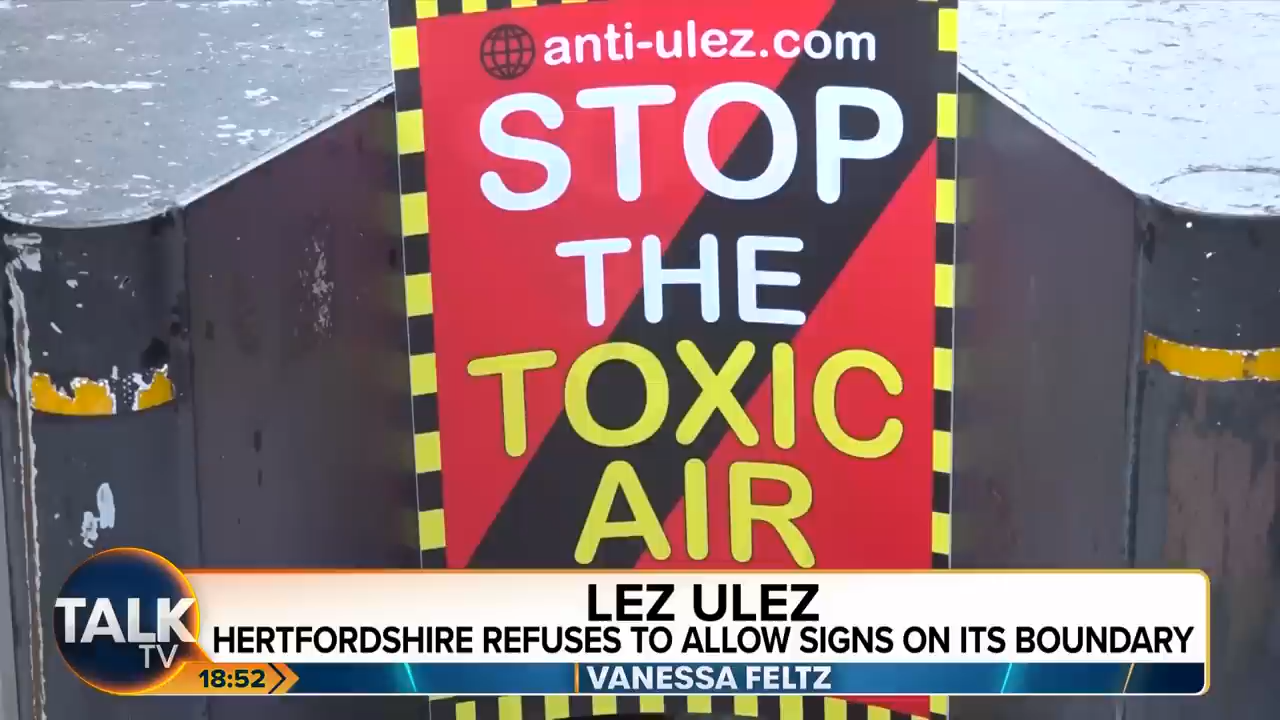 anti-ulez.com
STOP
THE
TOXIC
AIR
LEZ ULEZ
HERTFORDSHIRE REFUSES TO ALLOW SIGNS ON ITS BOUNDARY
TALK
TV
18:52
VANESSA FELTZ